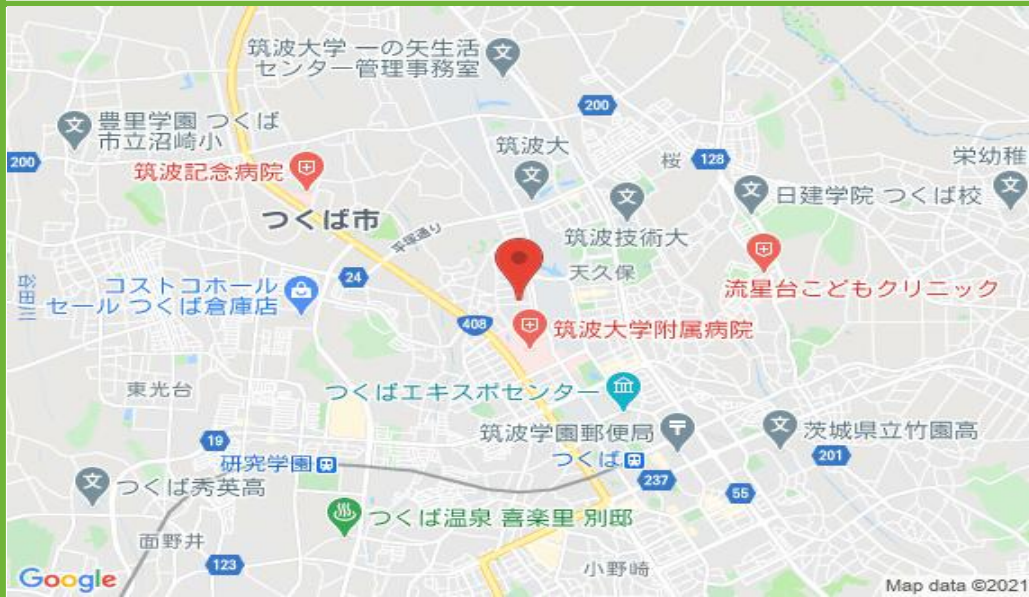 筑波大学 一の矢生活
センター管理事務室
200
豊里学園 つくば
市立沼崎小
筑波大
桜
128
栄幼稚
200
筑波記念病院
日建学院 つくば校
つくば市
平塚通り
筑波技術大
24
天久保
谷田川
コストコホール
セール つくば倉庫店
流星台こどもクリニック
408
筑波大学附属病院
東光台
つくばエキスポセンター
19
筑波学園郵便局
茨城県立竹園高
研究学園
つくば
201
つくば秀英高
237
55
つくば温泉 喜楽里 別邸
面野井
123
小野崎
Google
Map data ©2021